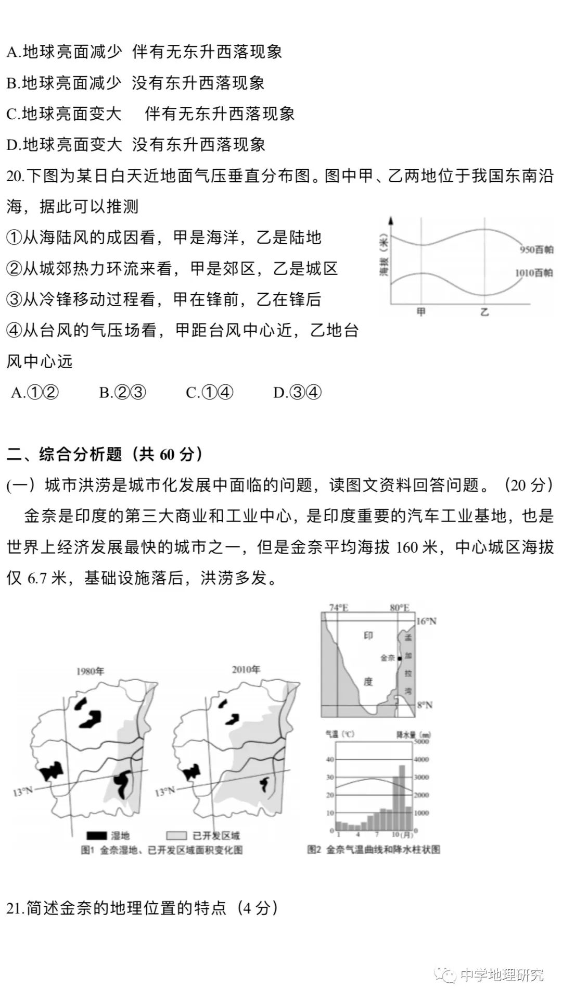 A.地球亮面减少 伴有无东升西落现象
B.地球亮面减少 没有东升西落现象
C.地球亮面变大 伴有无东升西落现象
D.地球亮面变大 没有东升西落现象
20.下图为某日白天近地面气压垂直分布图。图中甲、乙两地位于我国东南沿
海，据此可以推测
①从海陆风的成因看，甲是海洋，乙是陆地
②从城郊热力环流来看，甲是郊区，乙是城区
③从冷锋移动过程看，甲在锋前，乙在锋后
④从台风的气压场看，甲距台风中心近，乙地台
风中心远
海拔（米）
950百帕
1010百帕
甲 乙
A.①② B.②③ C.①④ D.③④
二、综合分析题（共 60 分）
(一）城市洪涝是城市化发展中面临的问题，读图文资料回答问题。（20 分）
金奈是印度的第三大商业和工业中心，是印度重要的汽车工业基地，也是
世界上经济发展最快的城市之一，但是金奈平均海拔 160 米，中心城区海拔
仅 6.7 米，基础设施落后，洪涝多发。
1980年 2010年
13°N 13°N
湿地 已开发区域
图1 金奈湿地、已开发区域面积变化图
74°E 80°E
16°N
印
度
金奈
孟
加
拉
湾
8°N
气温（℃） 降水量（㎜）
5000
40 4000
30 3000
20 2000
10 1000
0 0
1 4 7 10（月）
图2 金奈气温曲线和降水柱状图
21.简述金奈的地理位置的特点（4 分）
中学地理研究